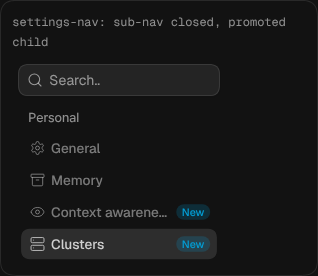 settings-nav: sub-nav closed, promoted
child
Search..
Personal
General
Memory
Context awarene... New
Clusters New